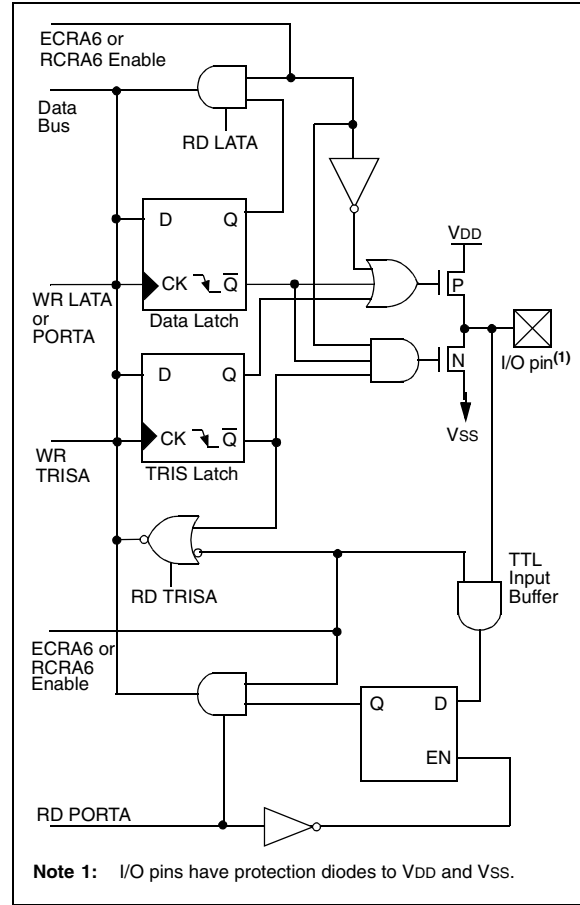 ECRA6 or
RCRA6 Enable
Data
Bus
RD LATA
D Q
VDD
WR LATA
or
PORTA
CK Q
Data Latch
P
N
I/O pin(1)
D Q
VSS
WR
TRISA
CK Q
TRIS Latch
TTL
Input
Buffer
RD TRISA
ECRA6 or
RCRA6
Enable
Q D
EN
RD PORTA
Note 1: I/O pins have protection diodes to VDD and VSS.